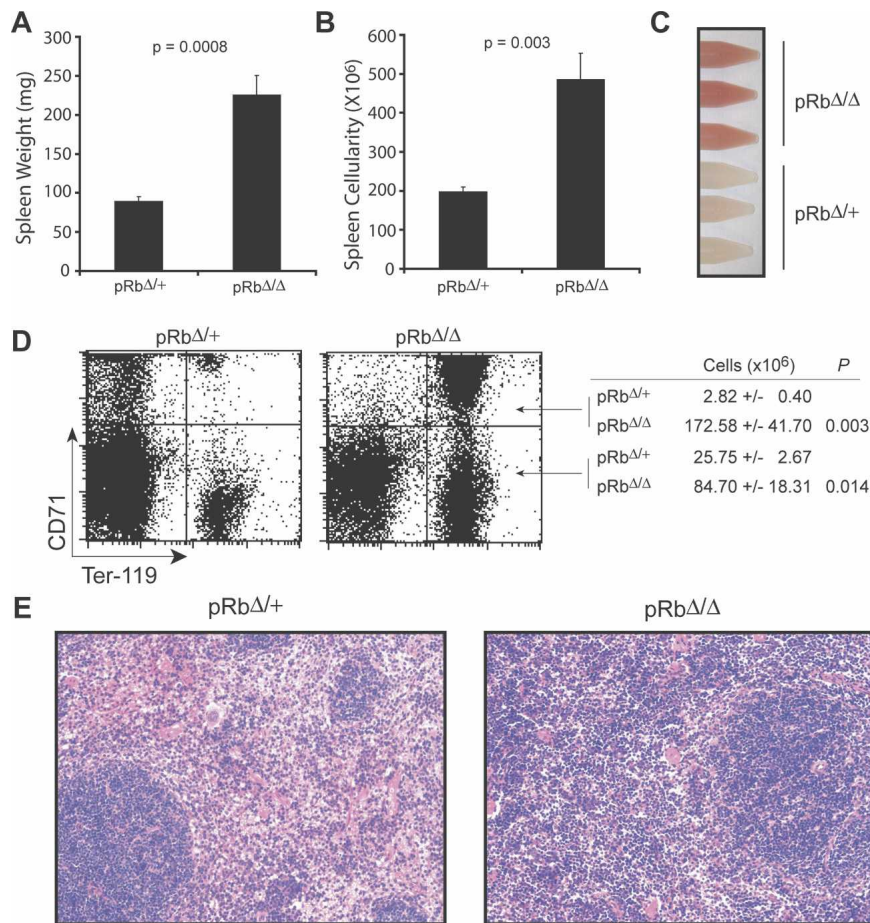 A
300
250
200
150
100
50
0
Spleen Weight (mg)
p = 0.0008
pRbΔ/+
pRbΔ/Δ
B
600
500
400
300
200
100
0
Spleen Cellularity (X10⁶)
p = 0.003
pRbΔ/+
pRbΔ/Δ
C
pRbΔ/Δ
pRbΔ/+
D
pRbΔ/+
pRbΔ/Δ
CD71
Ter-119
Cells (x10⁶) P
pRbΔ/+ 2.82 +/- 0.40
pRbΔ/Δ 172.58 +/- 41.70 0.003
pRbΔ/+ 25.75 +/- 2.67
pRbΔ/Δ 84.70 +/- 18.31 0.014
E
pRbΔ/+
pRbΔ/Δ